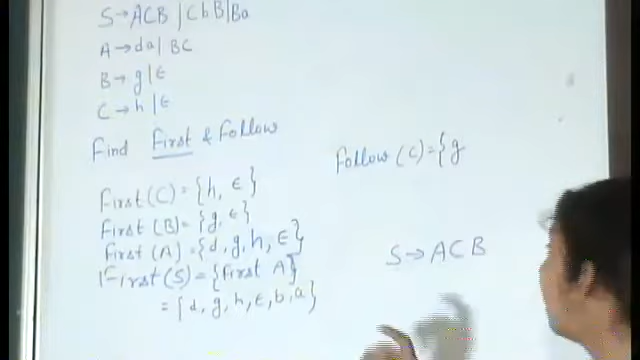 S→ACB|CbB|Ba
A→da|BC
B→g|ε
C→h|ε
Find First & Follow
First(C)={h, ε}
First(B)={g, ε}
First(A)={d, g, h, ε}
First(S)={First A}
={d, g, h, ε, b, a}
Follow(C)={g
S→ACB